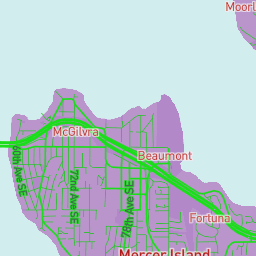 Moorl
McGilvra
Beaumont
60th Ave SE
72nd Ave SE
78th Ave SE
Fortuna
Mercer Island